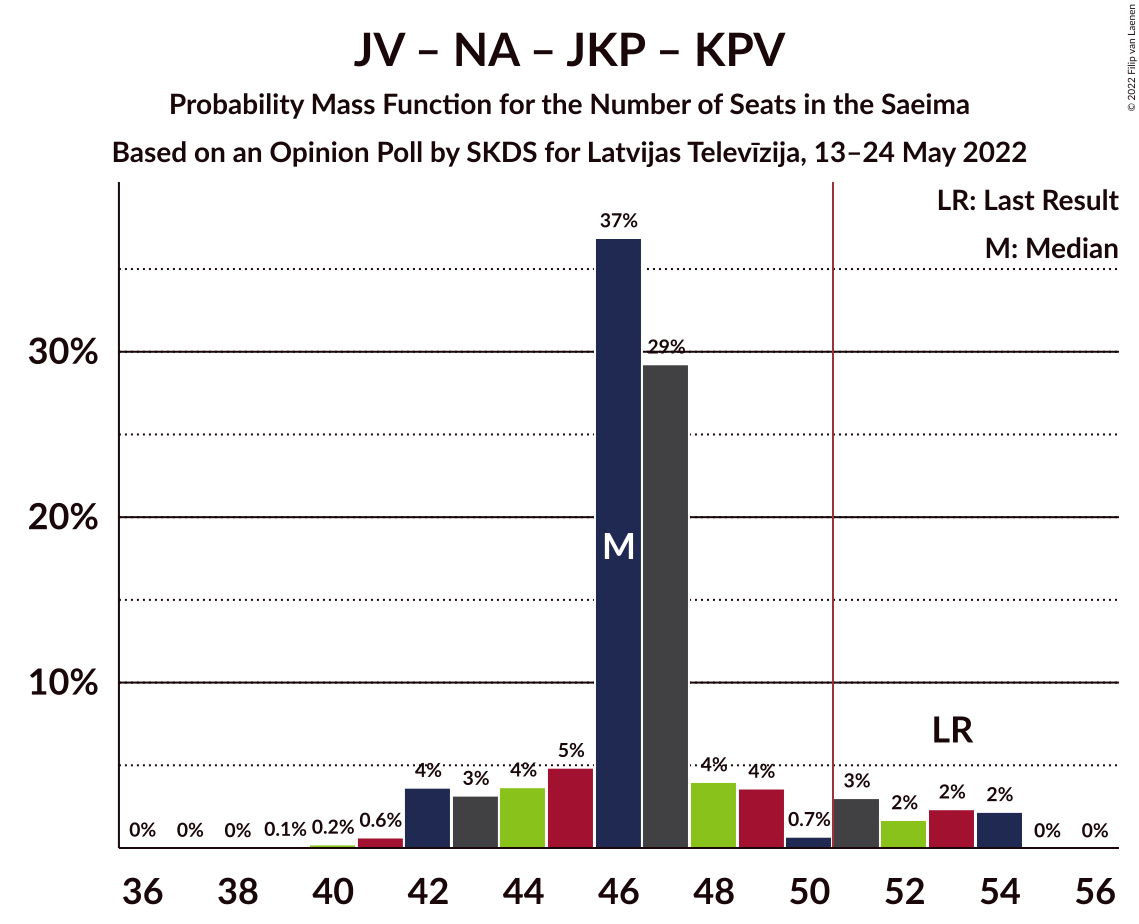 JV – NA – JKP – KPV
Probability Mass Function for the Number of Seats in the Saeima
Based on an Opinion Poll by SKDS for Latvijas Televīzija, 13–24 May 2022
© 2022 Filip van Laenen
LR: Last Result
M: Median
37%
30%
29%
20%
M
10%
LR
0% 0% 0% 0.1% 0.2% 0.6% 4% 3% 4% 5% 4% 4% 0.7% 3% 2% 2% 2% 0% 0%
36 38 40 42 44 46 48 50 52 54 56